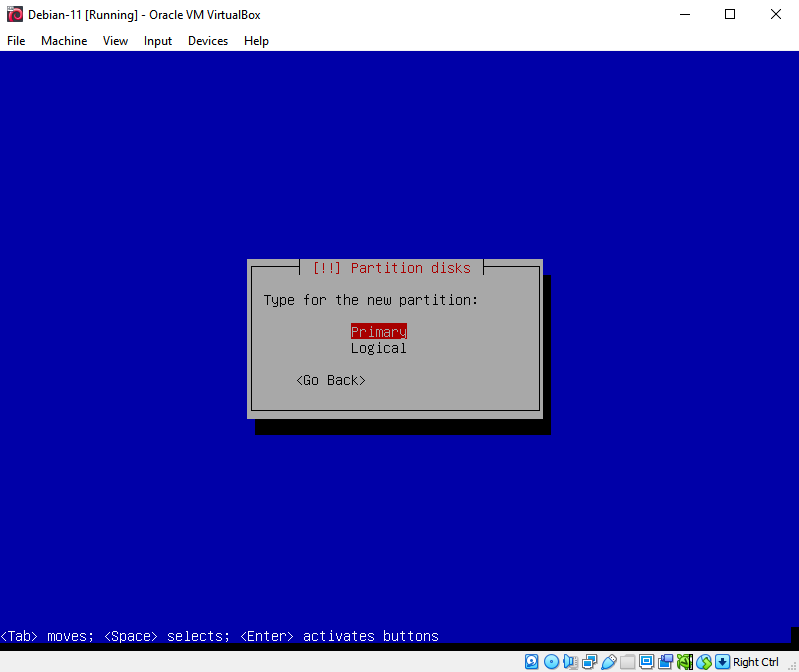 Debian-11 [Running] - Oracle VM VirtualBox
File Machine View Input Devices Help
[!!] Partition disks
Type for the new partition:
Primary
Logical
<Go Back>
<Tab> moves; <Space> selects; <Enter> activates buttons
Right Ctrl